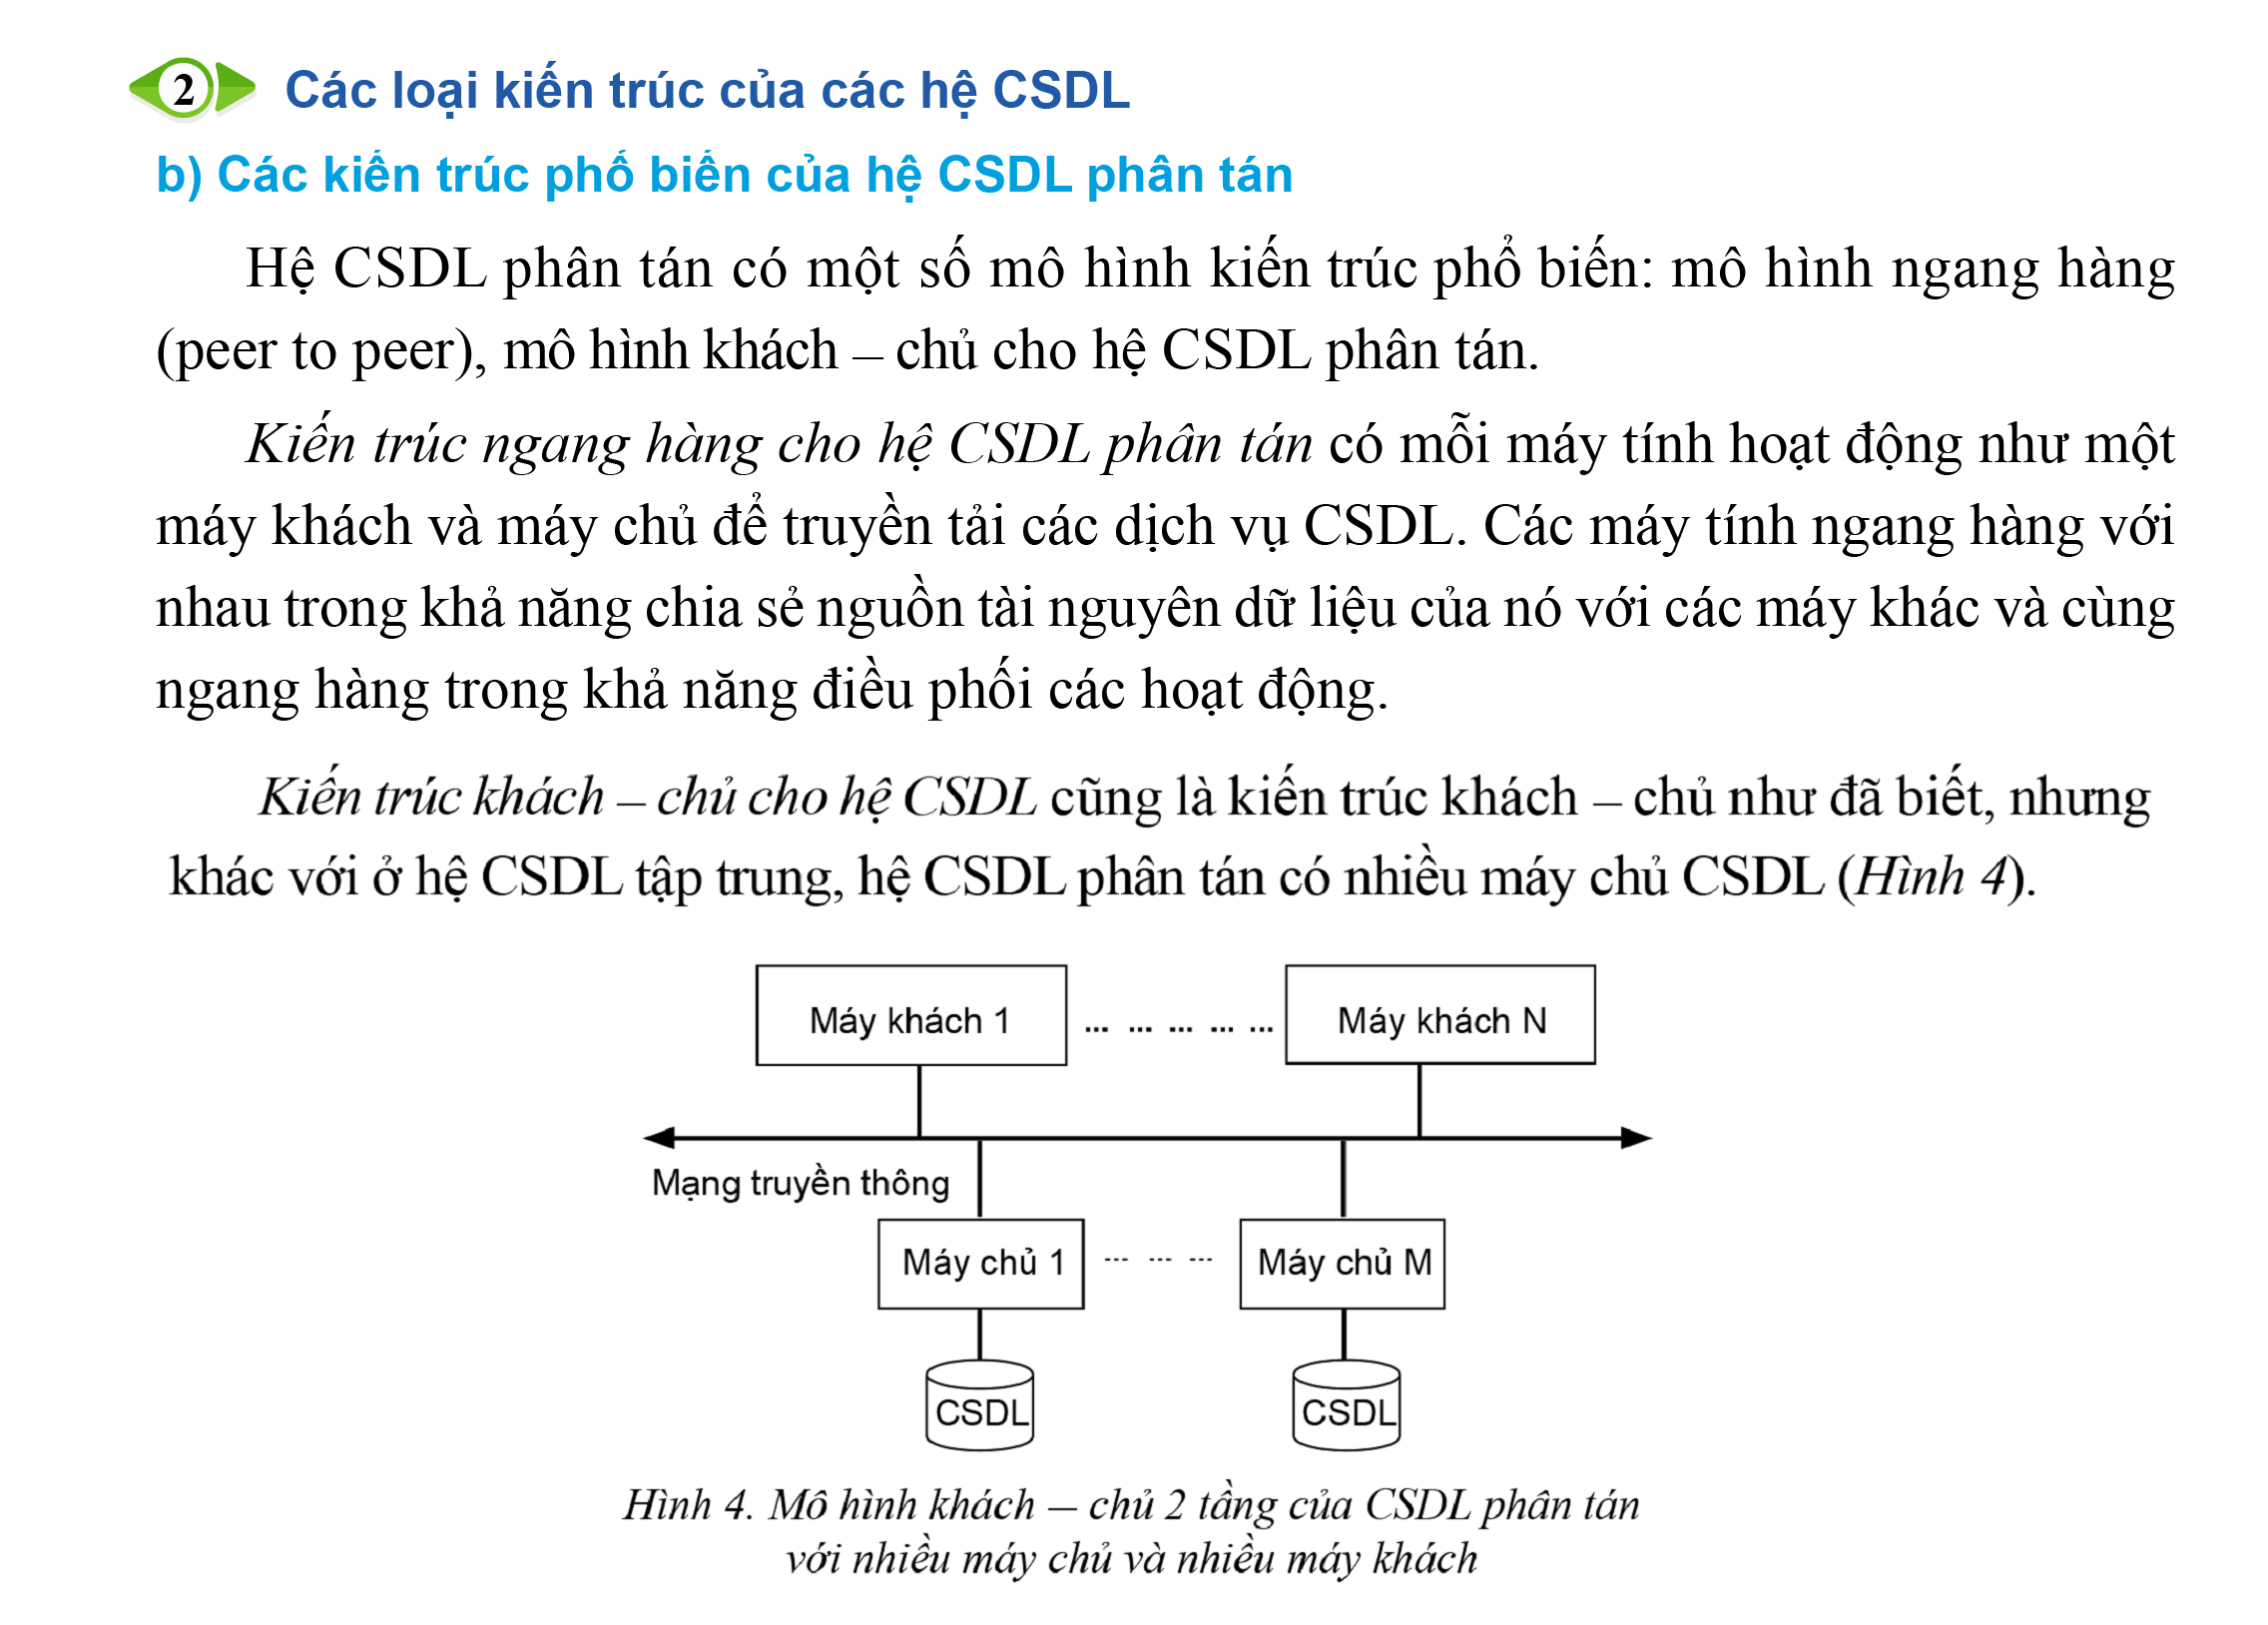 2 Các loại kiến trúc của các hệ CSDL
b) Các kiến trúc phổ biến của hệ CSDL phân tán
Hệ CSDL phân tán có một số mô hình kiến trúc phổ biến: mô hình ngang hàng
(peer to peer), mô hình khách – chủ cho hệ CSDL phân tán.
Kiến trúc ngang hàng cho hệ CSDL phân tán có mỗi máy tính hoạt động như một
máy khách và máy chủ để truyền tải các dịch vụ CSDL. Các máy tính ngang hàng với
nhau trong khả năng chia sẻ nguồn tài nguyên dữ liệu của nó với các máy khác và cùng
ngang hàng trong khả năng điều phối các hoạt động.
Kiến trúc khách – chủ cho hệ CSDL cũng là kiến trúc khách – chủ như đã biết, nhưng
khác với ở hệ CSDL tập trung, hệ CSDL phân tán có nhiều máy chủ CSDL (Hình 4).
Máy khách 1 ... ... ... ... ... Máy khách N
Mạng truyền thông
Máy chủ 1 ... ... ... Máy chủ M
CSDL CSDL
Hình 4. Mô hình khách – chủ 2 tầng của CSDL phân tán
với nhiều máy chủ và nhiều máy khách